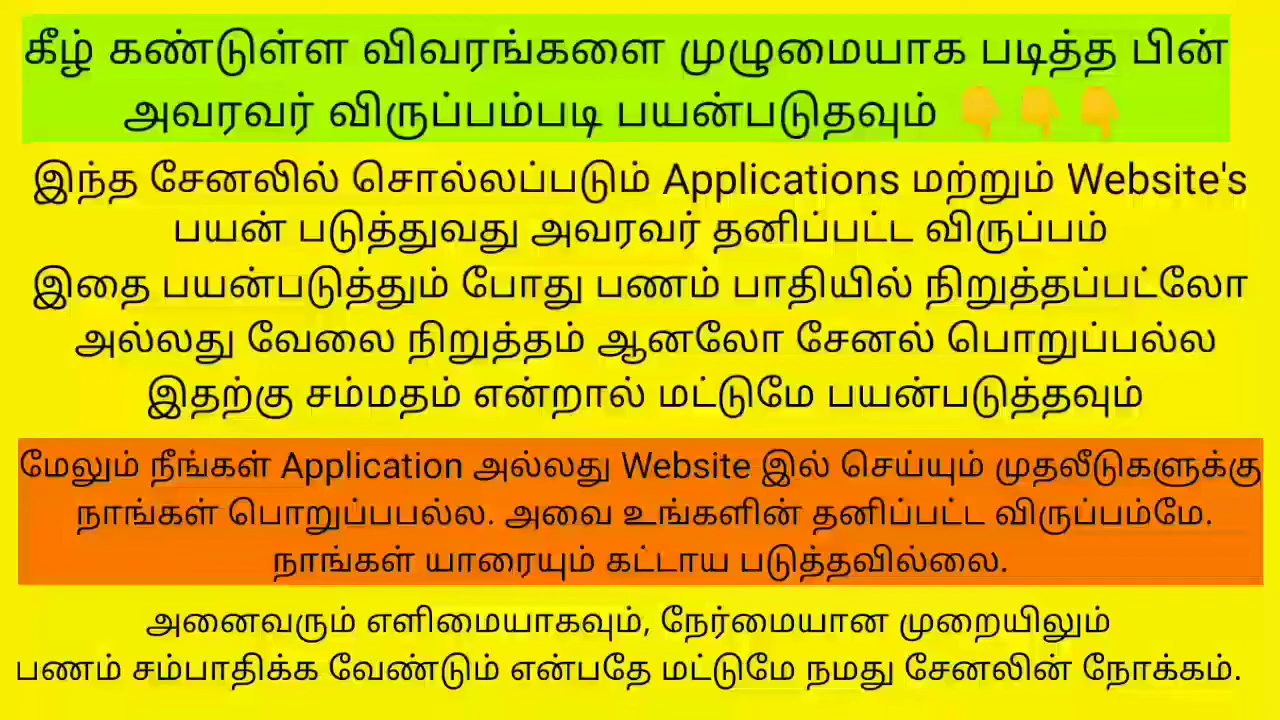 கீழ் கண்டுள்ள விவரங்களை முழுமையாக படித்த பின்
அவரவர் விருப்பம்படி பயன்படுதவும் 👇👇👇
இந்த சேனலில் சொல்லப்படும் Applications மற்றும் Website's
பயன் படுத்துவது அவரவர் தனிப்பட்ட விருப்பம்
இதை பயன்படுத்தும் போது பணம் பாதியில் நிறுத்தப்பட்லோ
அல்லது வேலை நிறுத்தம் ஆனலோ சேனல் பொறுப்பல்ல
இதற்கு சம்மதம் என்றால் மட்டுமே பயன்படுத்தவும்
மேலும் நீங்கள் Application அல்லது Website இல் செய்யும் முதலீடுகளுக்கு
நாங்கள் பொறுப்பபல்ல. அவை உங்களின் தனிப்பட்ட விருப்பம்மே.
நாங்கள் யாரையும் கட்டாய படுத்தவில்லை.
அனைவரும் எளிமையாகவும், நேர்மையான முறையிலும்
பணம் சம்பாதிக்க வேண்டும் என்பதே மட்டுமே நமது சேனலின் நோக்கம்.